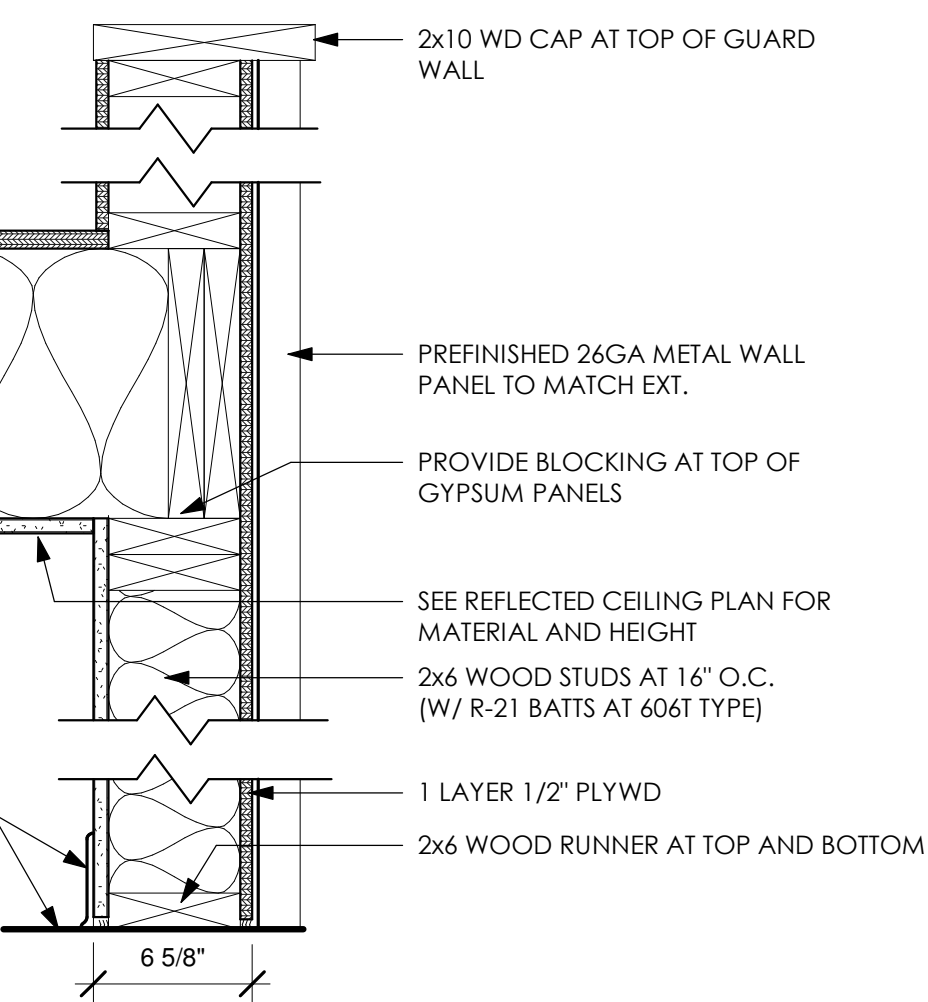 2x10 WD CAP AT TOP OF GUARD
WALL
PREFINISHED 26GA METAL WALL
PANEL TO MATCH EXT.
PROVIDE BLOCKING AT TOP OF
GYPSUM PANELS
SEE REFLECTED CEILING PLAN FOR
MATERIAL AND HEIGHT
2x6 WOOD STUDS AT 16" O.C.
(W/ R-21 BATTS AT 606T TYPE)
1 LAYER 1/2" PLYWD
2x6 WOOD RUNNER AT TOP AND BOTTOM
6 5/8"